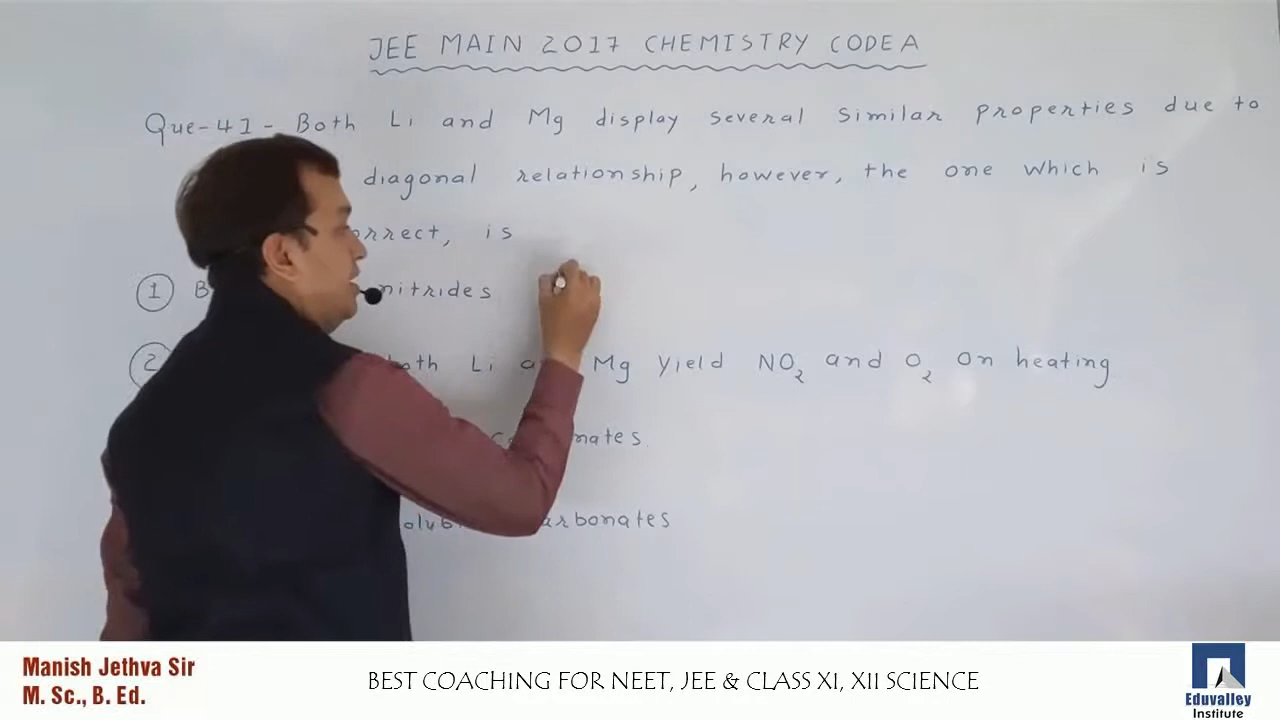 JEE MAIN 2017 CHEMISTRY CODE A
Que-41- Both Li and Mg display several similar properties due to
diagonal relationship, however, the one which is
orrect, is
1 B nitrides
2 oth Li a Mg yield NO2 and O2 on heating
nates
olub arbonates
Manish Jethva Sir
M. Sc., B. Ed.
BEST COACHING FOR NEET, JEE & CLASS XI, XII SCIENCE
Eduvalley
Institute